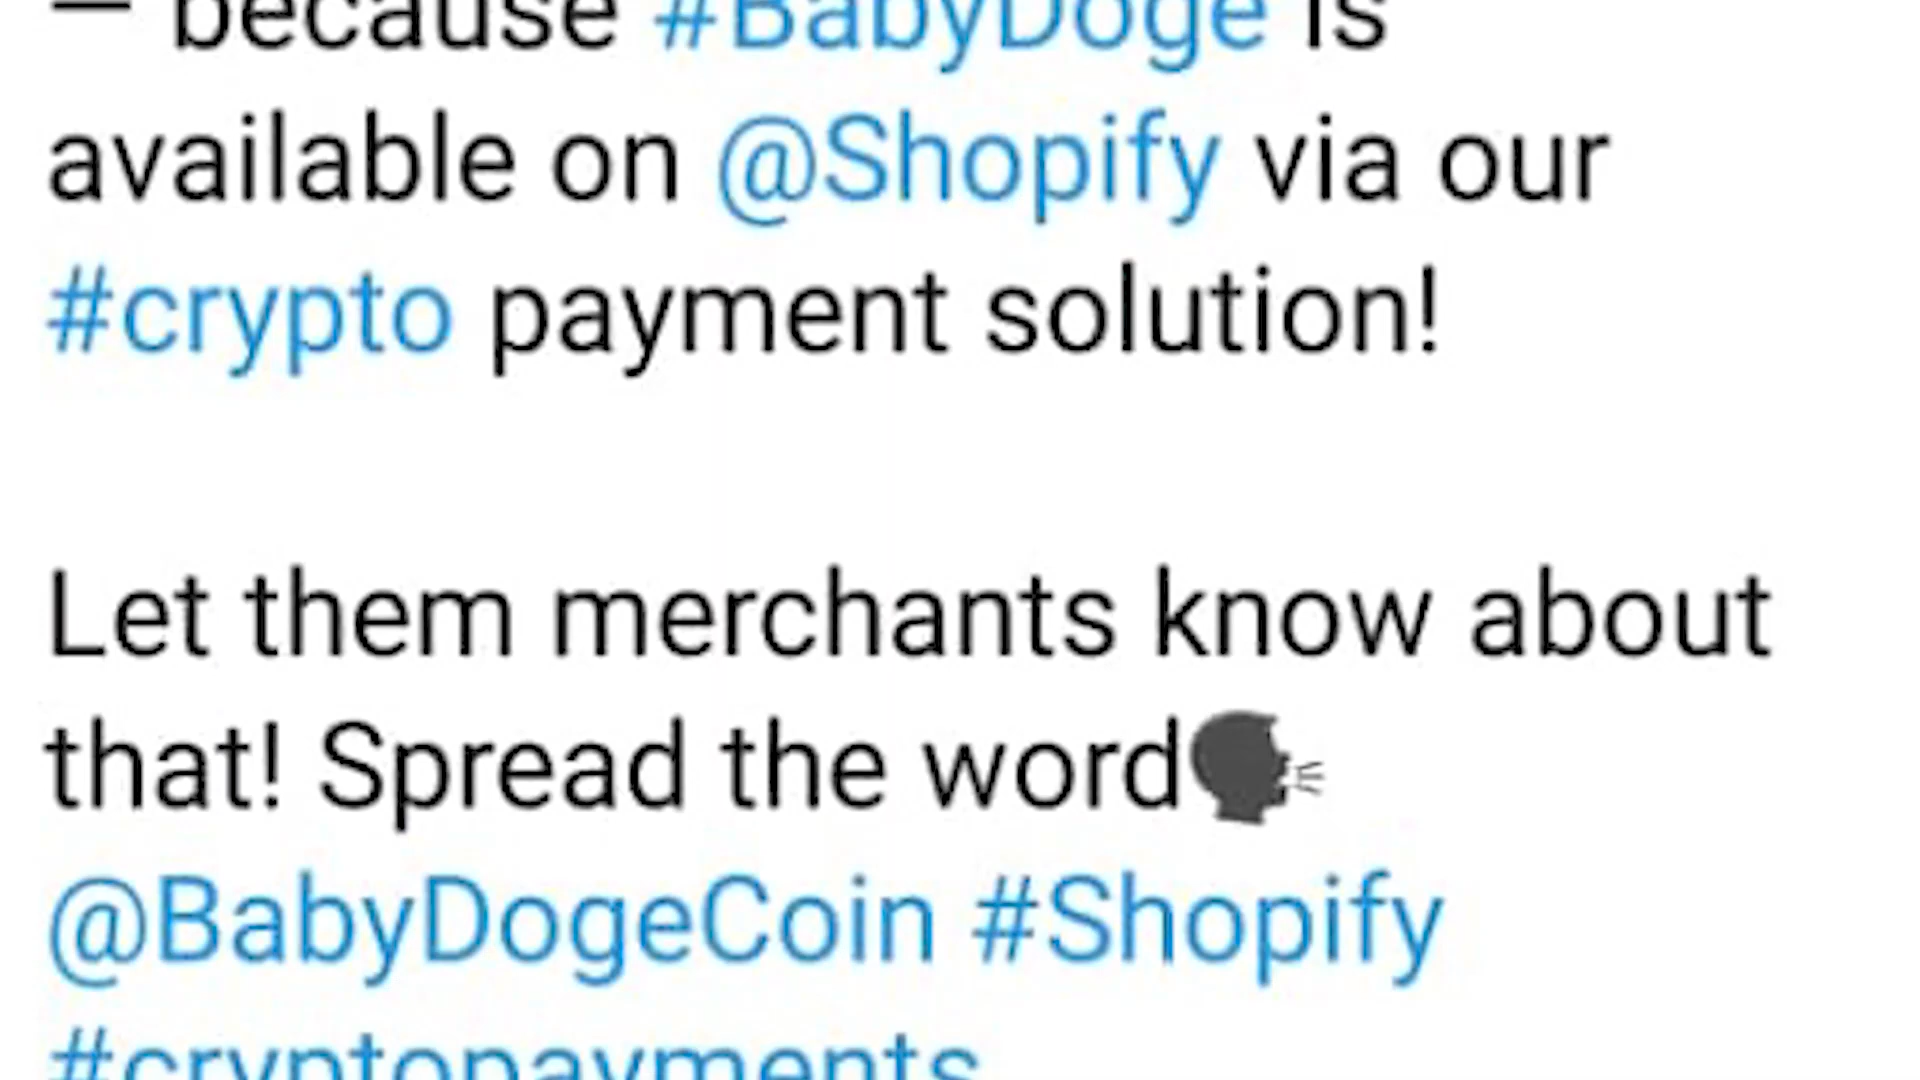 — because #BabyDoge is
available on @Shopify via our
#crypto payment solution!
Let them merchants know about
that! Spread the word🗣
@BabyDogeCoin #Shopify
#cryptopayments